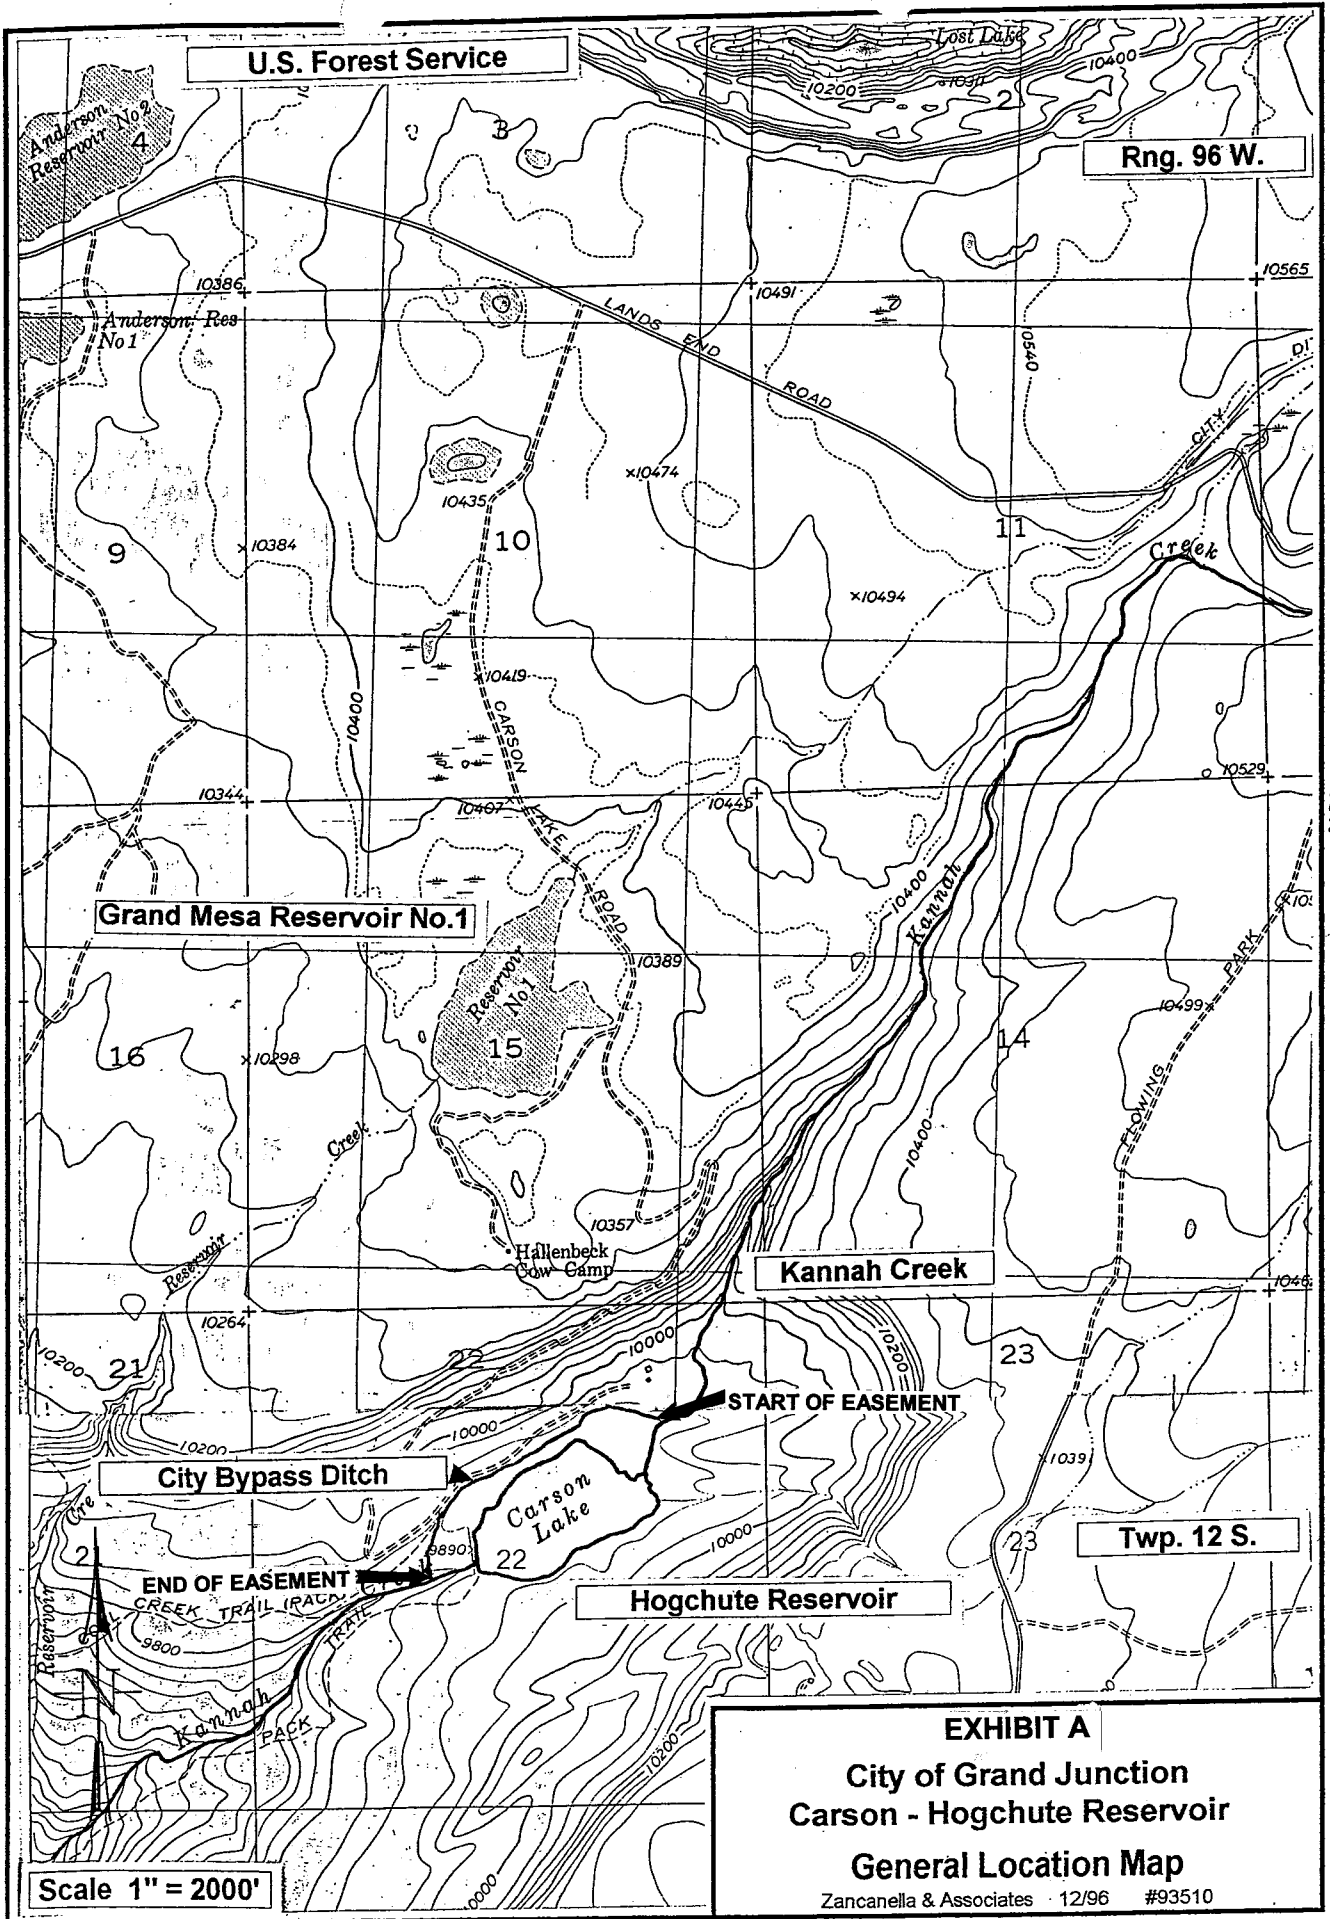 U.S. Forest Service
Lost Lake
10400
10200
2
Anderson
Reservoir No 2
4
Rng. 96 W.
10386
10491
10565
Anderson Res
No 1
LANDS END ROAD
0540
CITY
10474
10435
9
10384
10
11
Creek
10494
10419
10400
CARSON LAKE ROAD
10344
10407
10445
10529
Grand Mesa Reservoir No.1
10400
Kannah
10389
Reservoir
No 1
15
FLOWING PARK
10499
16
10298
14
Creek
10400
10357
Hallenbeck
Cow Camp
Reservoir
Kannah Creek
10264
10000
10200
10200
21
22
23
START OF EASEMENT
10000
10200
City Bypass Ditch
Carson
Lake
Cre
9890
22
10000
23
Twp. 12 S.
21
END OF EASEMENT
CREEK TRAIL (PACK)
TRAIL
Hogchute Reservoir
Reservoir
9800
Kannah
PACK
10200
EXHIBIT A
City of Grand Junction
Carson - Hogchute Reservoir
General Location Map
Zancanella & Associates 12/96 #93510
Scale 1" = 2000'